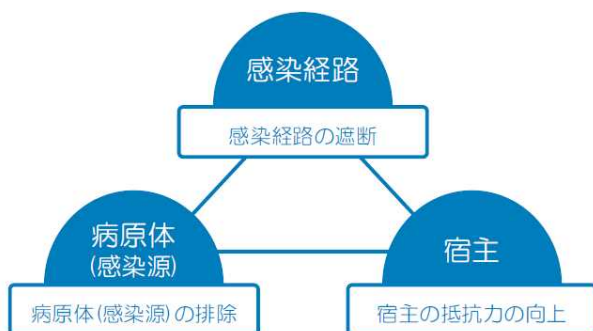 感染経路
感染経路の遮断
病原体
(感染源)
病原体(感染源)の排除
宿主
宿主の抵抗力の向上